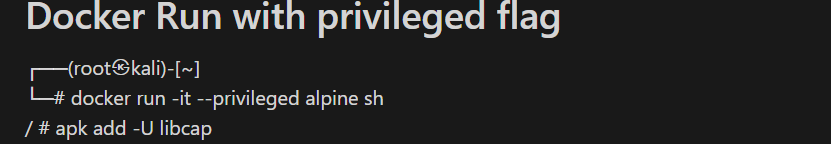 Docker Run with privileged flag
┌──(root㉿kali)-[~]
└─# docker run -it --privileged alpine sh
/ # apk add -U libcap